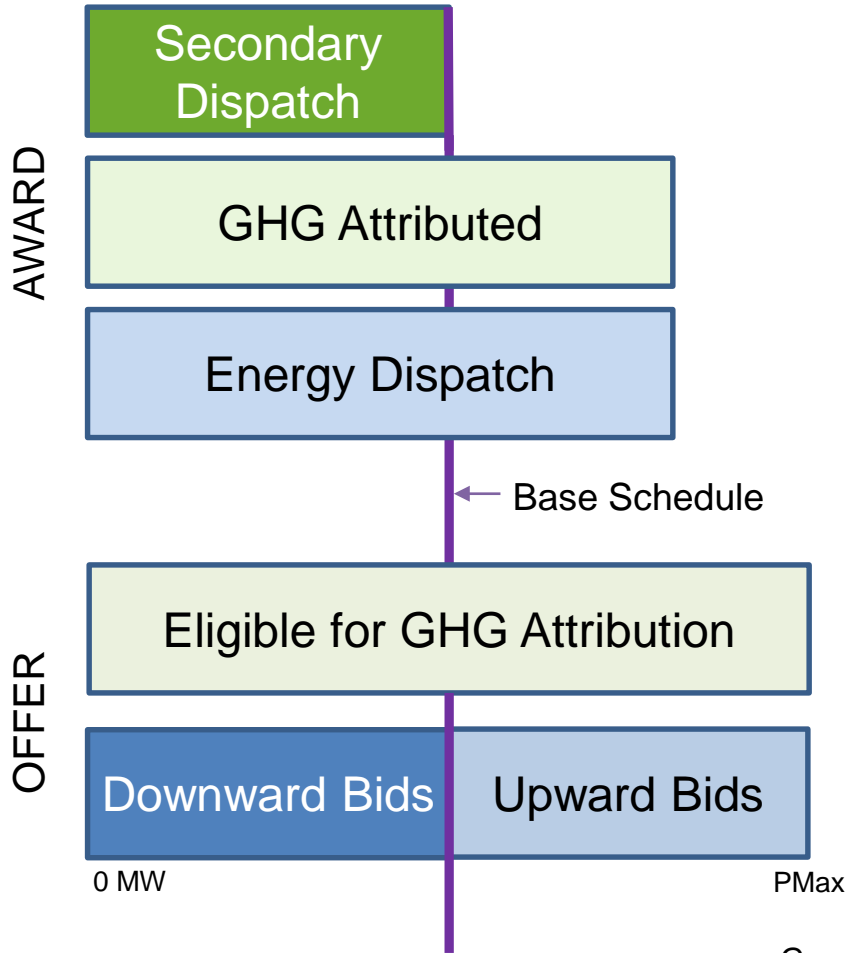 Secondary
Dispatch
AWARD
GHG Attributed
Energy Dispatch
Base Schedule
Eligible for GHG Attribution
OFFER
Downward Bids
Upward Bids
0 MW
PMax